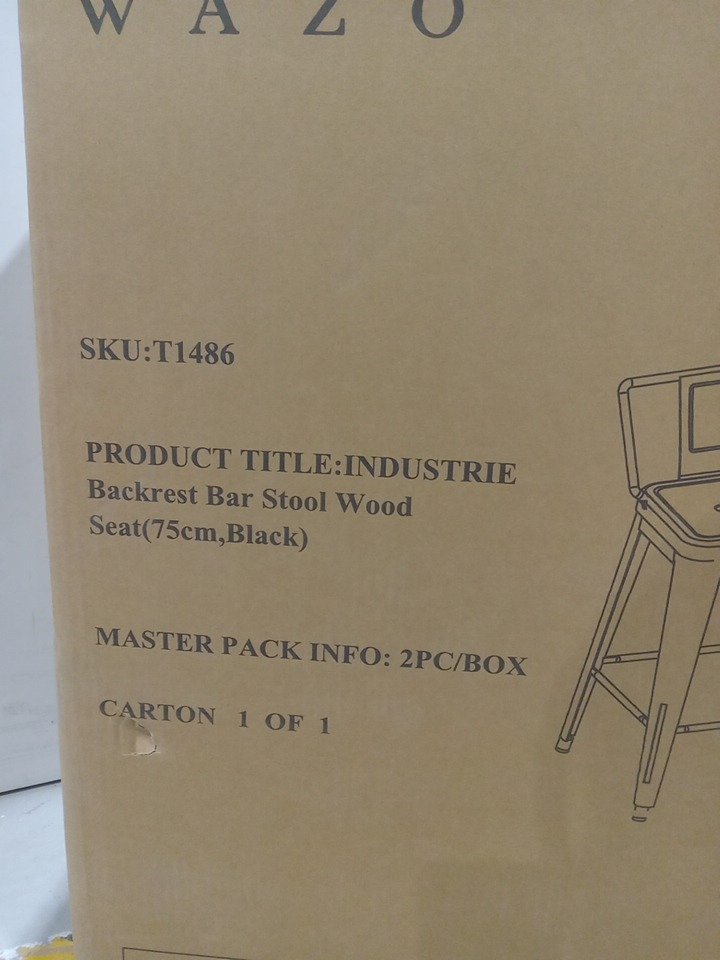 WAZO
SKU:T1486
PRODUCT TITLE:INDUSTRIE
Backrest Bar Stool Wood
Seat(75cm,Black)
MASTER PACK INFO: 2PC/BOX
CARTON 1 OF 1